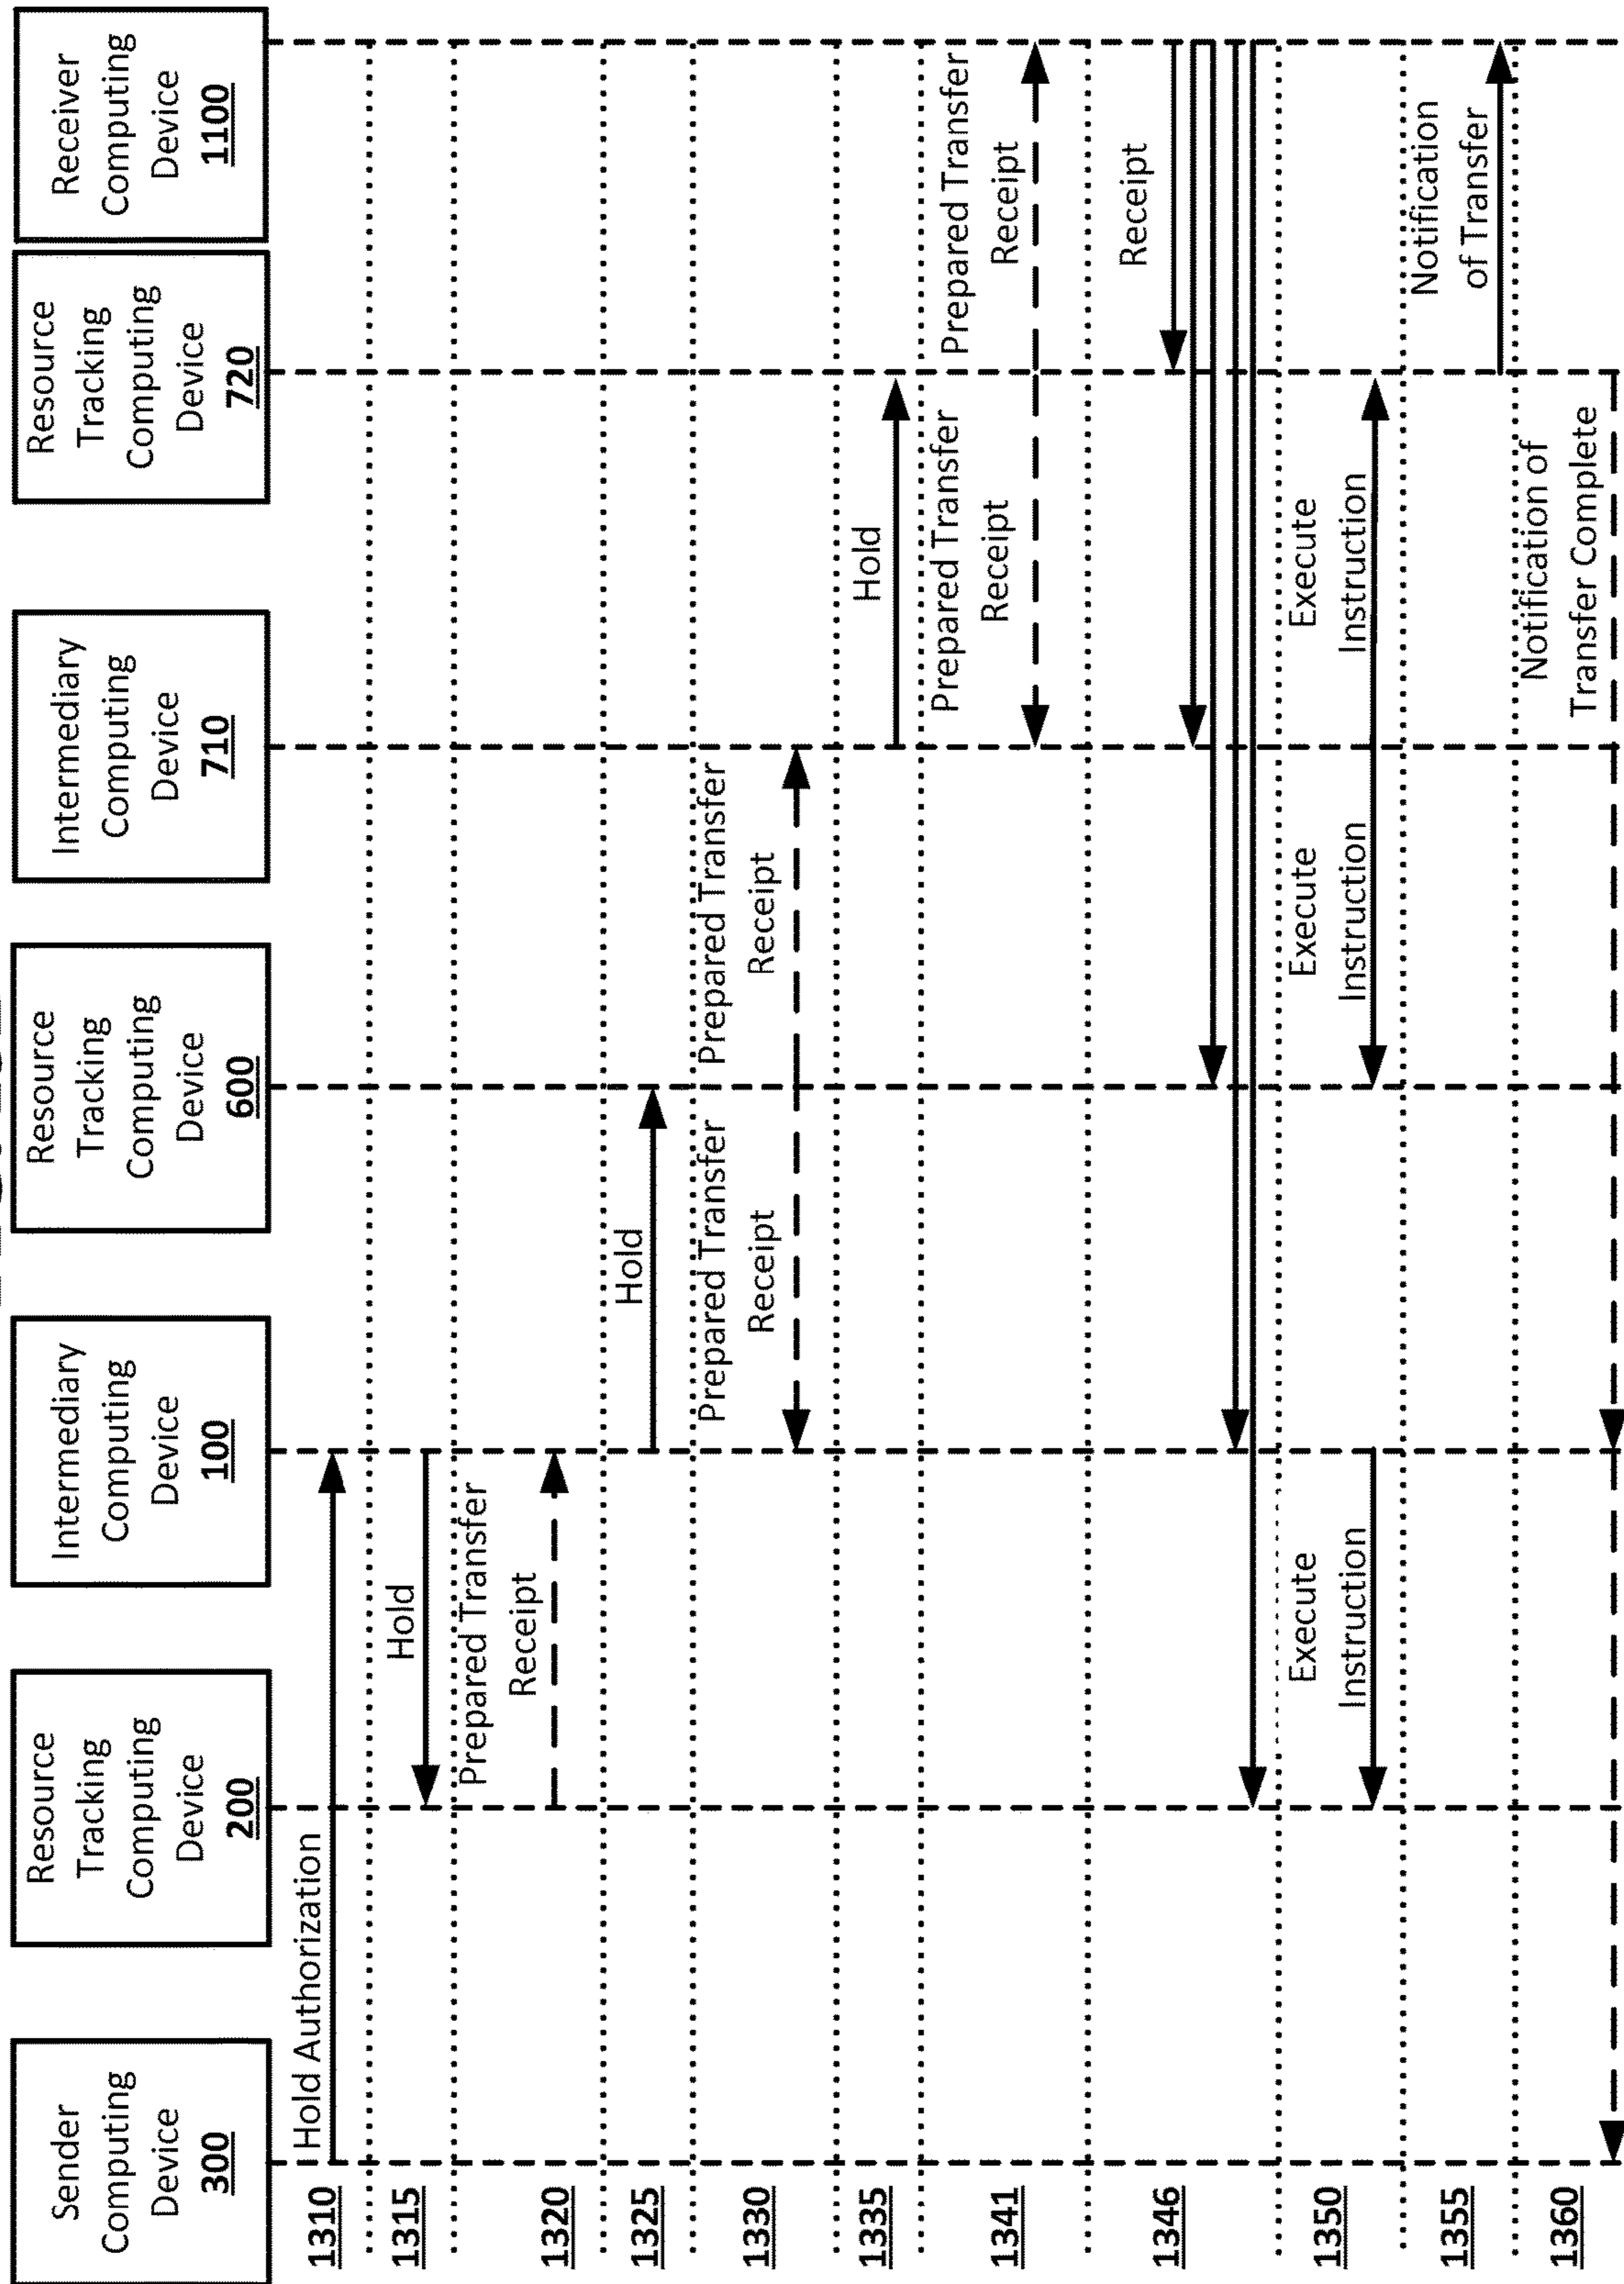 Sender
Computing
Device
300
Resource
Tracking
Computing
Device
200
Intermediary
Computing
Device
100
Resource
Tracking
Computing
Device
600
Intermediary
Computing
Device
710
Resource
Tracking
Computing
Device
720
Receiver
Computing
Device
1100
1310
Hold Authorization
1315
Hold
1320
Prepared Transfer
Receipt
1325
Hold
1330
Prepared Transfer
Receipt
Prepared Transfer
Receipt
1335
Hold
1341
Prepared Transfer
Receipt
Prepared Transfer
Receipt
1346
Receipt
1350
Execute
Instruction
Execute
Instruction
Execute
Instruction
1355
Notification
of Transfer
1360
Notification of
Transfer Complete